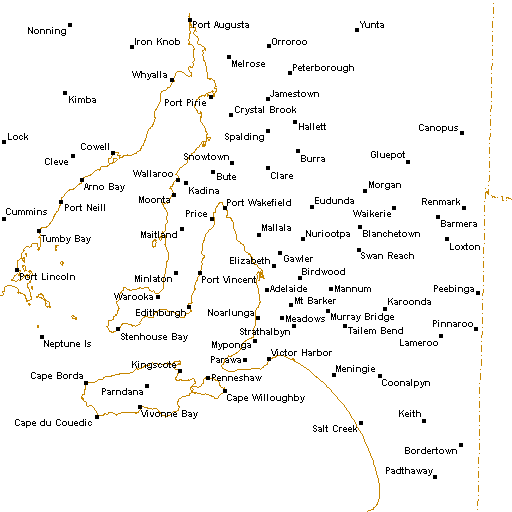 Port Augusta
Yunta
Nonning
Iron Knob
Orroroo
Melrose
Peterborough
Whyalla
Kimba
Port Pirie
Jamestown
Crystal Brook
Hallett
Canopus
Lock
Spalding
Cowell
Cleve
Snowtown
Burra
Gluepot
Wallaroo
Bute
Clare
Arno Bay
Kadina
Morgan
Moonta
Port Neill
Port Wakefield
Eudunda
Renmark
Cummins
Price
Waikerie
Barmera
Tumby Bay
Maitland
Mallala
Nuriootpa
Blanchetown
Loxton
Swan Reach
Elizabeth
Gawler
Port Lincoln
Minlaton
Port Vincent
Birdwood
Warooka
Adelaide
Mannum
Peebinga
Edithburgh
Mt Barker
Karoonda
Noarlunga
Meadows
Murray Bridge
Stenhouse Bay
Strathalbyn
Tailem Bend
Pinnaroo
Neptune Is
Myponga
Lameroo
Kingscote
Parawa
Victor Harbor
Cape Borda
Renneshaw
Meningie
Coonalpyn
Parndana
Cape Willoughby
Vivonne Bay
Cape du Couedic
Salt Creek
Keith
Bordertown
Padthaway